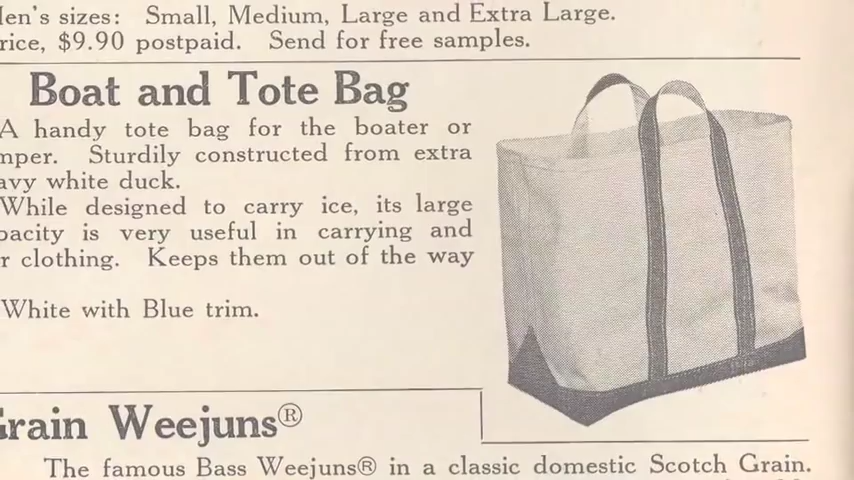 Men's sizes: Small, Medium, Large and Extra Large.
Price, $9.90 postpaid. Send for free samples.
Boat and Tote Bag
A handy tote bag for the boater or
mper. Sturdily constructed from extra
avy white duck.
While designed to carry ice, its large
pacity is very useful in carrying and
r clothing. Keeps them out of the way
White with Blue trim.
Grain Weejuns®
The famous Bass Weejuns® in a classic domestic Scotch Grain.